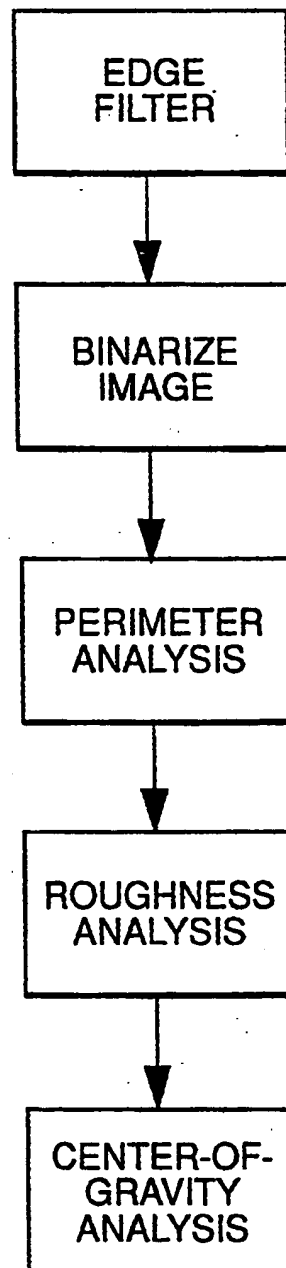 EDGE
FILTER
BINARIZE
IMAGE
PERIMETER
ANALYSIS
ROUGHNESS
ANALYSIS
CENTER-OF-
GRAVITY
ANALYSIS